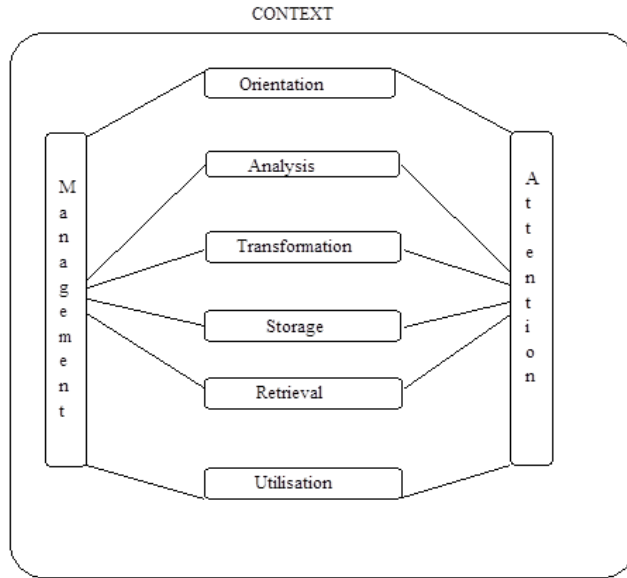 CONTEXT
Orientation
Analysis
Transformation
Storage
Retrieval
Utilisation
Management
Attention